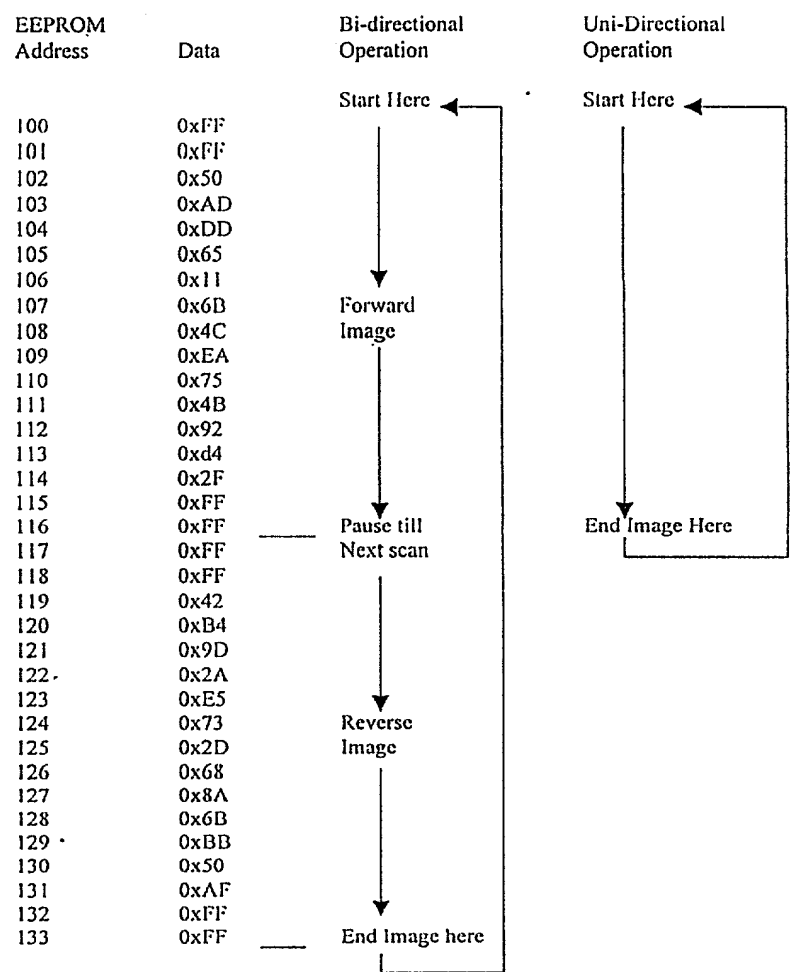 EEPROM Bi-directional Uni-Directional
Address Data Operation Operation
Start Here Start Here
100 0xFF
101 0xFF
102 0x50
103 0xAD
104 0xDD
105 0x65
106 0x11
107 0x6B Forward
108 0x4C Image
109 0xEA
110 0x75
111 0x4B
112 0x92
113 0xd4
114 0x2F
115 0xFF
116 0xFF Pause till End Image Here
117 0xFF Next scan
118 0xFF
119 0x42
120 0xB4
121 0x9D
122 0x2A
123 0xE5
124 0x73 Reverse
125 0x2D Image
126 0x68
127 0x8A
128 0x6B
129 0xBB
130 0x50
131 0xAF
132 0xFF
133 0xFF End Image here